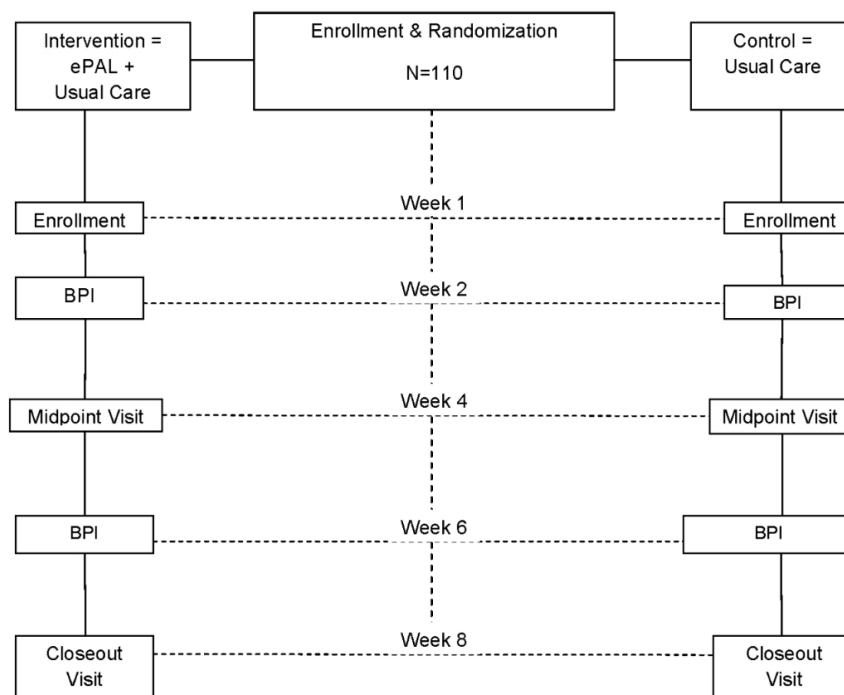 Intervention =
ePAL +
Usual Care
Enrollment & Randomization
N=110
Control =
Usual Care
Week 1
Enrollment
Enrollment
Week 2
BPI
BPI
Week 4
Midpoint Visit
Midpoint Visit
Week 6
BPI
BPI
Week 8
Closeout
Visit
Closeout
Visit